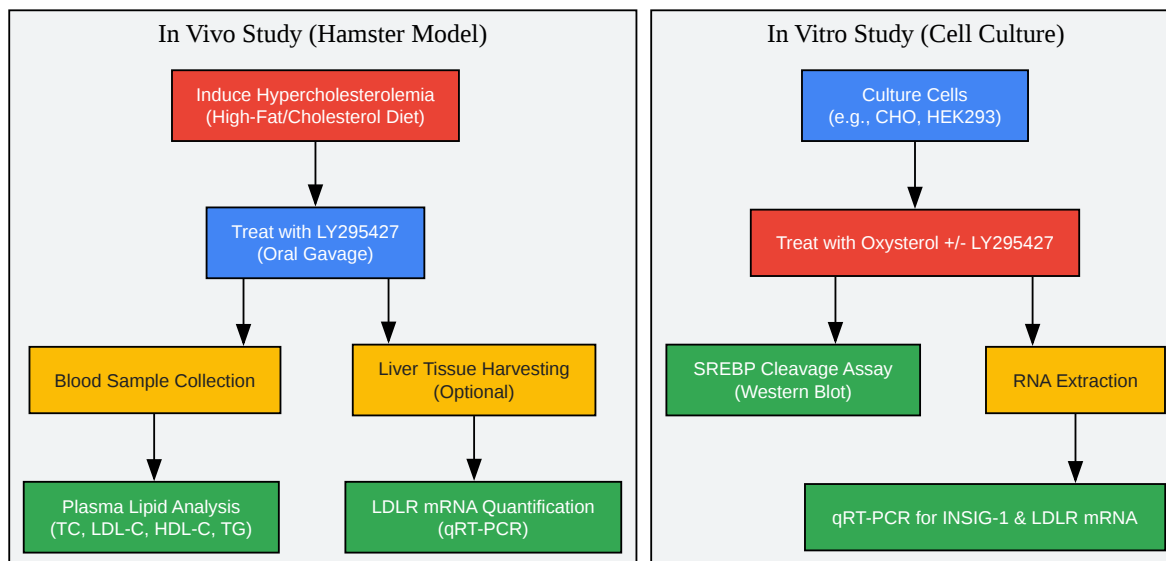 In Vivo Study (Hamster Model)
Induce Hypercholesterolemia
(High-Fat/Cholesterol Diet)
Treat with LY295427
(Oral Gavage)
Blood Sample Collection
Liver Tissue Harvesting
(Optional)
Plasma Lipid Analysis
(TC, LDL-C, HDL-C, TG)
LDLR mRNA Quantification
(qRT-PCR)
In Vitro Study (Cell Culture)
Culture Cells
(e.g., CHO, HEK293)
Treat with Oxysterol +/- LY295427
SREBP Cleavage Assay
(Western Blot)
RNA Extraction
qRT-PCR for INSIG-1 & LDLR mRNA